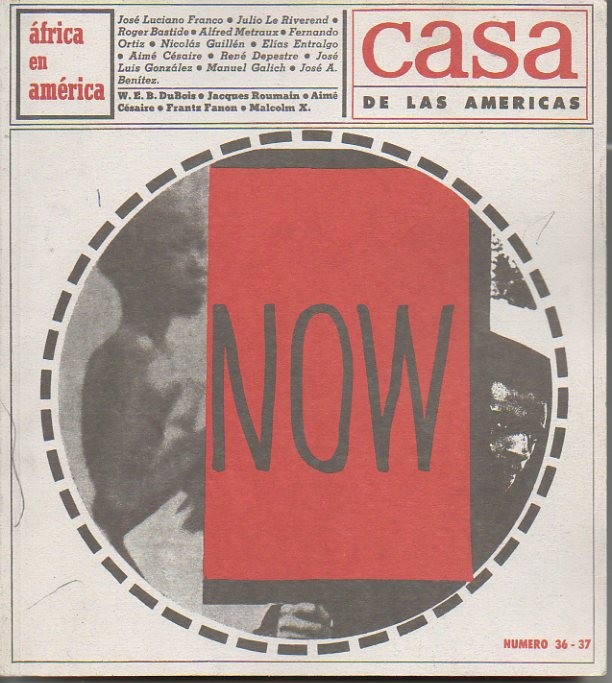 áfrica
en
américa
José Luciano Franco • Julio Le Riverend •
Roger Bastide • Alfred Metraux • Fernando
Ortiz • Nicolás Guillén • Elías Entralgo
• Aimé Césaire • René Depestre • José
Luis González • Manuel Galich • José A.
Benítez.
W. E. B. DuBois • Jacques Roumain • Aimé
Césaire • Frantz Fanon • Malcolm X.
casa
DE LAS AMERICAS
NOW
NUMERO 36 - 37